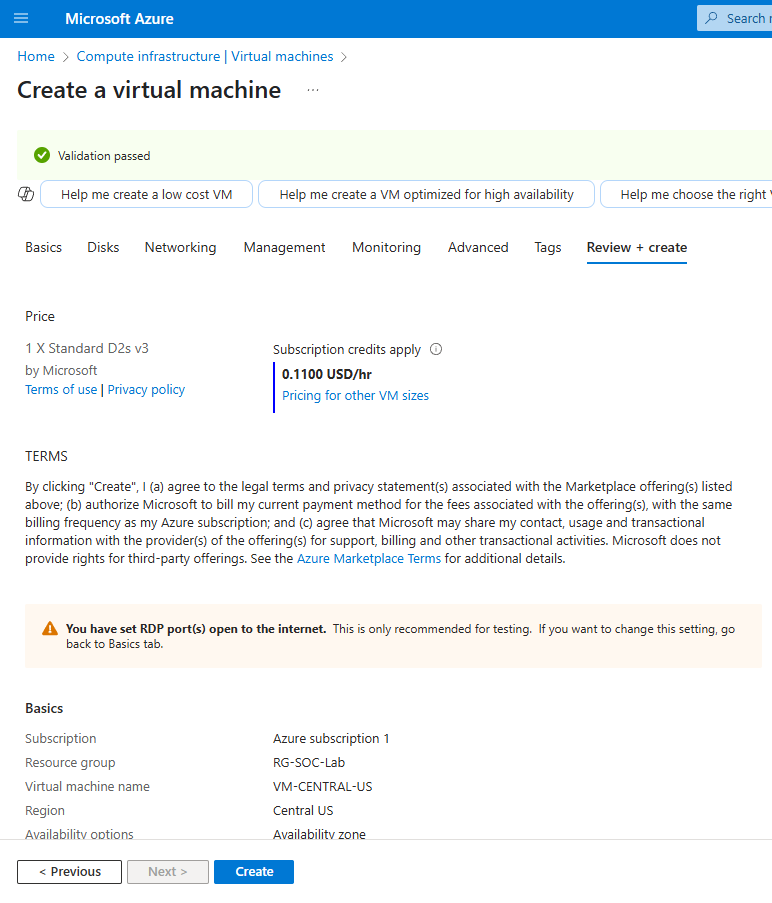 Microsoft Azure
Search
Home > Compute infrastructure | Virtual machines >
Create a virtual machine ...
Validation passed
Help me create a low cost VM
Help me create a VM optimized for high availability
Help me choose the right
Basics Disks Networking Management Monitoring Advanced Tags Review + create
Price
1 X Standard D2s v3
by Microsoft
Terms of use | Privacy policy
Subscription credits apply
0.1100 USD/hr
Pricing for other VM sizes
TERMS
By clicking "Create", I (a) agree to the legal terms and privacy statement(s) associated with the Marketplace offering(s) listed
above; (b) authorize Microsoft to bill my current payment method for the fees associated with the offering(s), with the same
billing frequency as my Azure subscription; and (c) agree that Microsoft may share my contact, usage and transactional
information with the provider(s) of the offering(s) for support, billing and other transactional activities. Microsoft does not
provide rights for third-party offerings. See the Azure Marketplace Terms for additional details.
You have set RDP port(s) open to the internet. This is only recommended for testing. If you want to change this setting, go
back to Basics tab.
Basics
Subscription Azure subscription 1
Resource group RG-SOC-Lab
Virtual machine name VM-CENTRAL-US
Region Central US
Availability options Availability zone
< Previous Next > Create